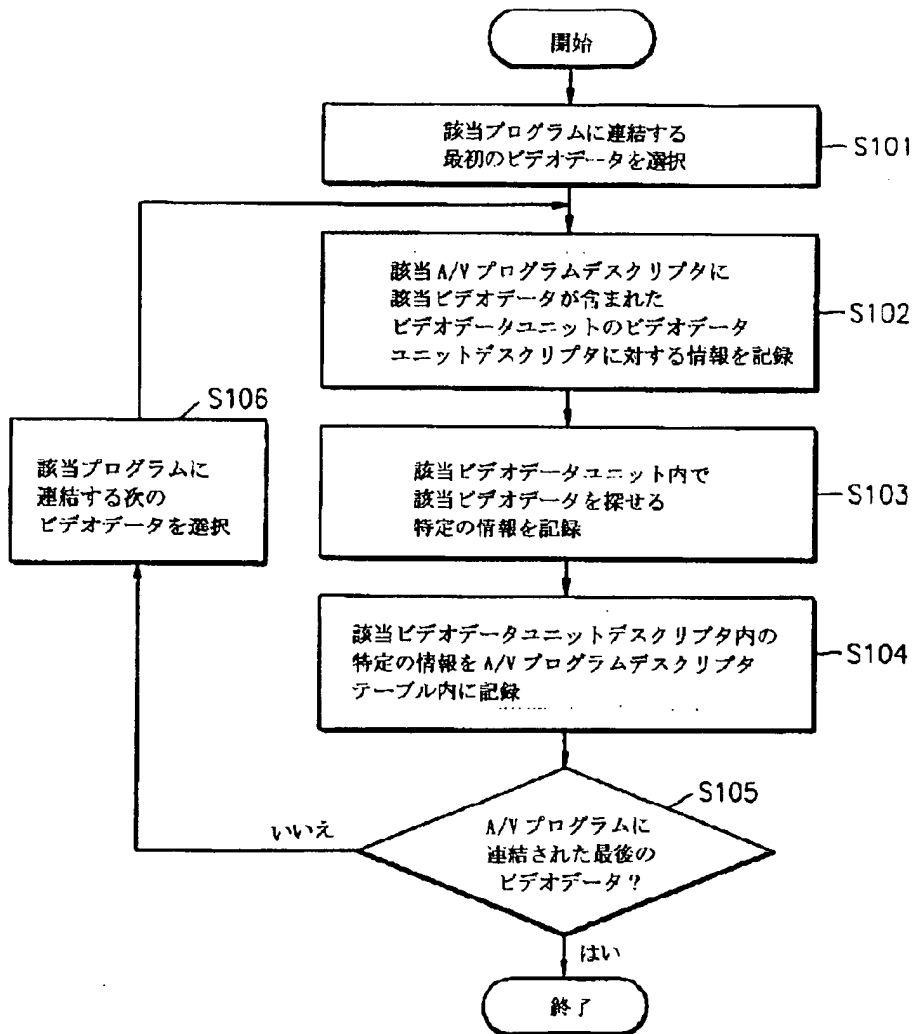 開始
該当プログラムに連結する
最初のビデオデータを選択
S101
該当 A/V プログラムデスクリプタに
該当ビデオデータが含まれた
ビデオデータユニットのビデオデータ
ユニットデスクリプタに対する情報を記録
S102
S106
該当プログラムに
連結する次の
ビデオデータを選択
該当ビデオデータユニット内で
該当ビデオデータを探せる
特定の情報を記録
S103
該当ビデオデータユニットデスクリプタ内の
特定の情報を A/V プログラムデスクリプタ
テーブル内に記録
S104
S105
いいえ
A/V プログラムに
連結された最後の
ビデオデータ?
はい
終了